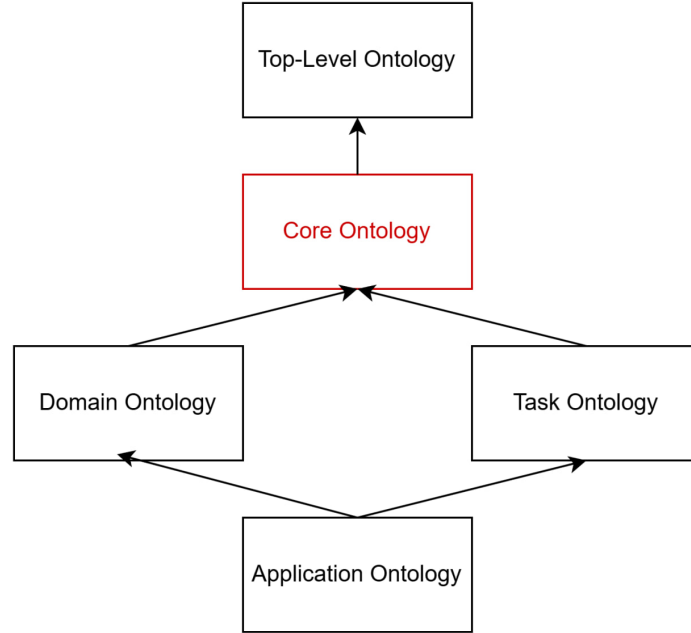 Top-Level Ontology
Core Ontology
Domain Ontology
Task Ontology
Application Ontology